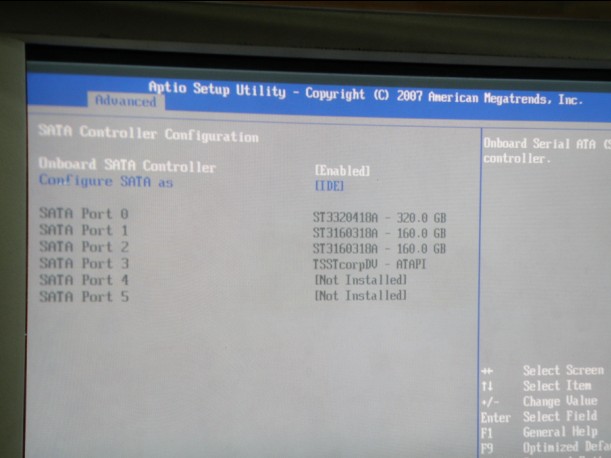 Aptio Setup Utility - Copyright (C) 2007 American Megatrends, Inc.
Advanced
SATA Controller Configuration
Onboard SATA Controller [Enabled]
Configure SATA as [IDE]
SATA Port 0 ST3320418A - 320.0 GB
SATA Port 1 ST3160318A - 160.0 GB
SATA Port 2 ST3160318A - 160.0 GB
SATA Port 3 TSSTcorpDV - ATAPI
SATA Port 4 [Not Installed]
SATA Port 5 [Not Installed]
Onboard Serial ATA
controller.
↔ Select Screen
↑↓ Select Item
+/- Change Value
Enter Select Field
F1 General Help
F9 Optimized Defa